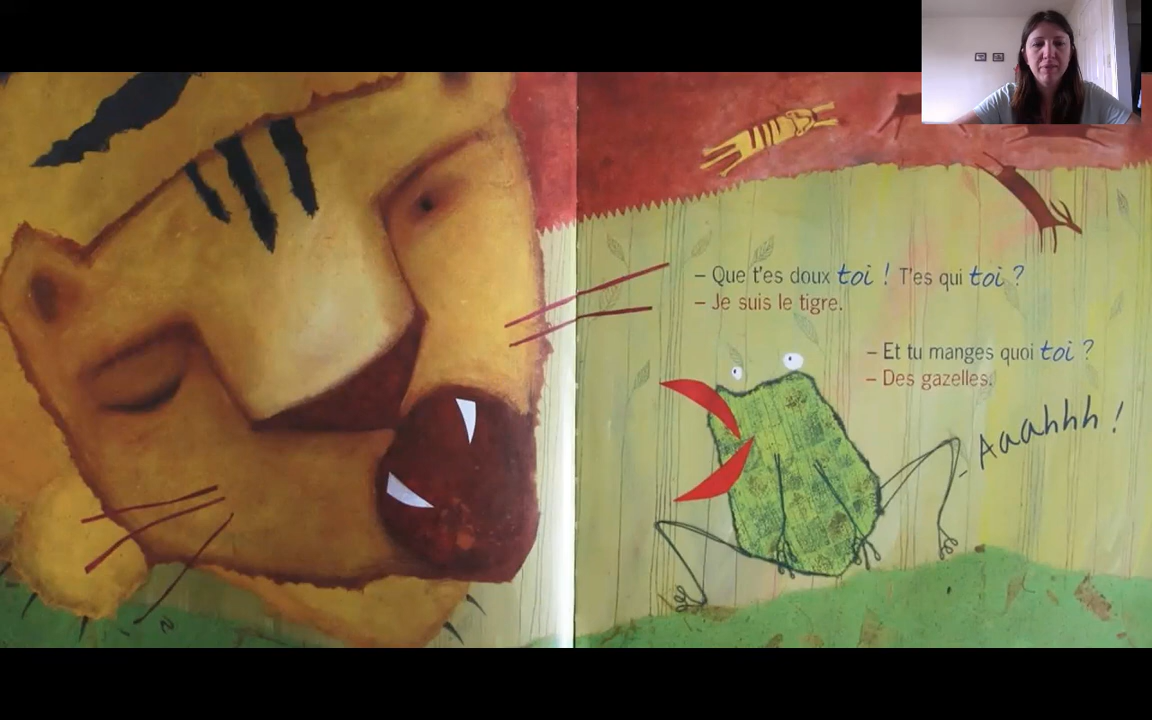 – Que t'es doux toi ! T'es qui toi ?
– Je suis le tigre.
– Et tu manges quoi toi ?
– Des gazelles.
– Aaahhh !